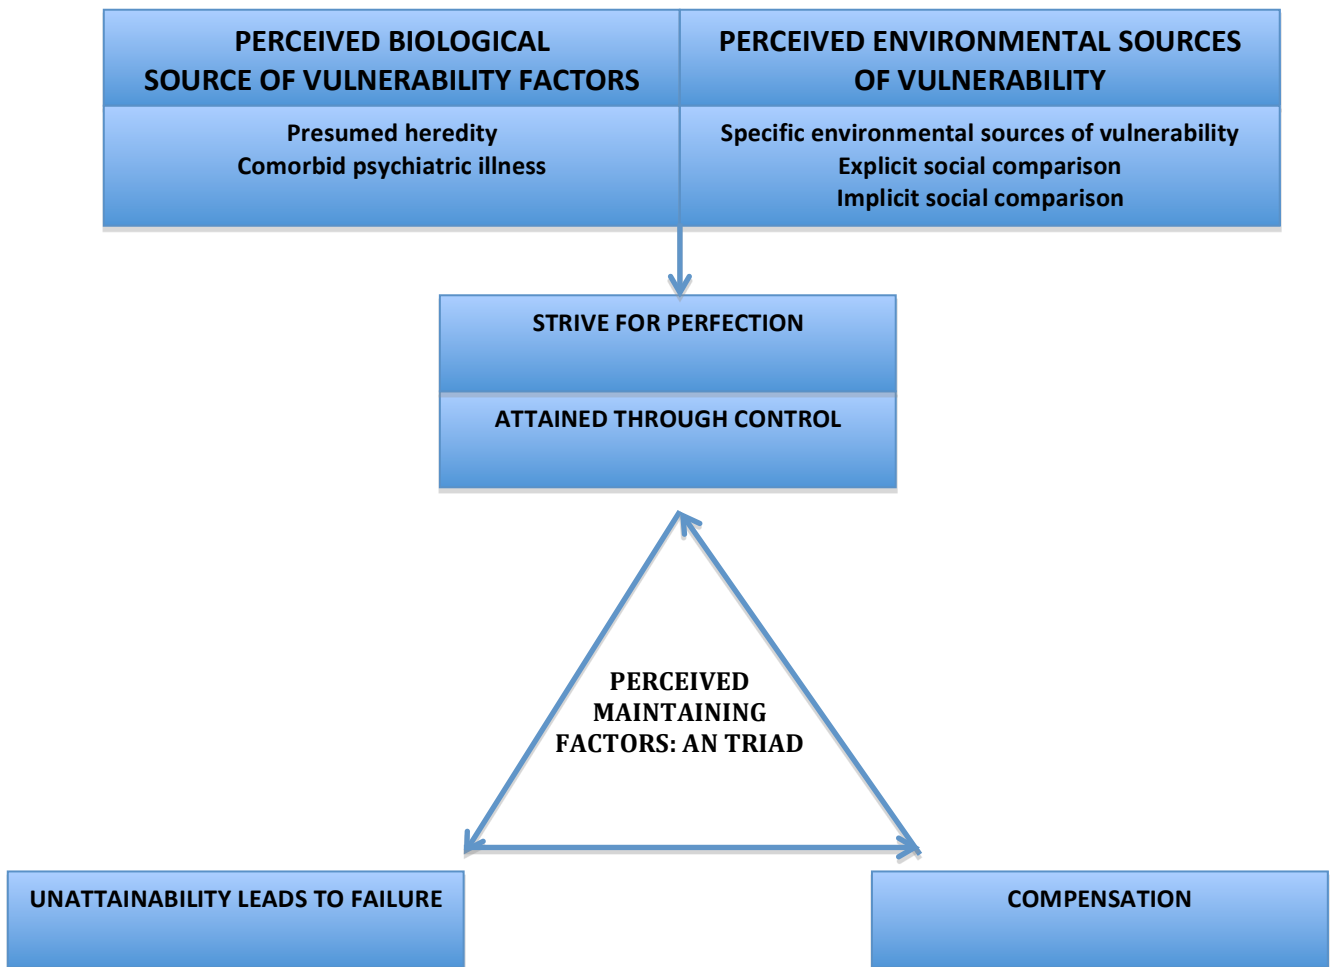 PERCEIVED BIOLOGICAL
SOURCE OF VULNERABILITY FACTORS
PERCEIVED ENVIRONMENTAL SOURCES
OF VULNERABILITY
Presumed heredity
Comorbid psychiatric illness
Specific environmental sources of vulnerability
Explicit social comparison
Implicit social comparison
STRIVE FOR PERFECTION
ATTAINED THROUGH CONTROL
PERCEIVED
MAINTAINING
FACTORS: AN TRIAD
UNATTAINABILITY LEADS TO FAILURE
COMPENSATION